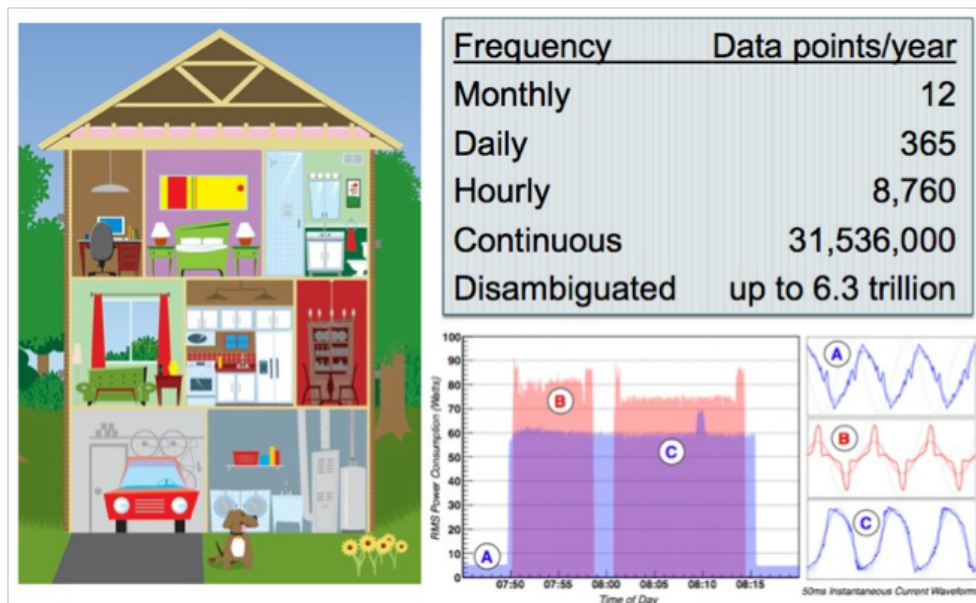 Frequency Data points/year
Monthly 12
Daily 365
Hourly 8,760
Continuous 31,536,000
Disambiguated up to 6.3 trillion
100
90
80
70
60
50
40
30
20
10
0
RMS Power Consumption (Watts)
A
B
C
07:50 07:55 08:00 08:05 08:10 08:15
Time of Day
A
B
C
50ms Instantaneous Current Waveform